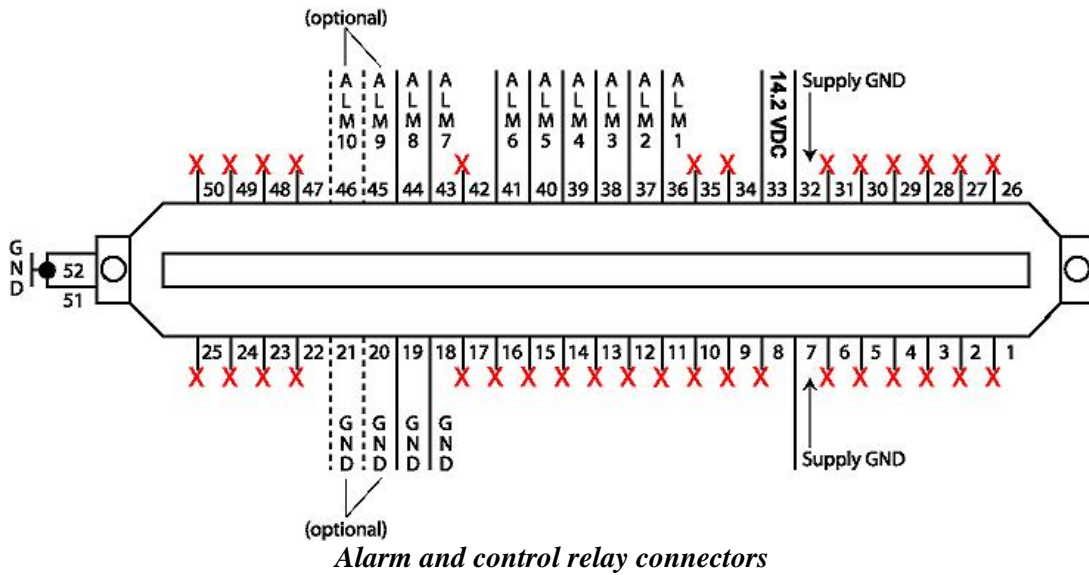 (optional)
ALM10 ALM9 ALM8 ALM7 ALM6 ALM5 ALM4 ALM3 ALM2 ALM1 14.2 VDC Supply GND
X X X X X X X X X X X X X
50 49 48 47 46 45 44 43 42 41 40 39 38 37 36 35 34 33 32 31 30 29 28 27 26
GND 52
51
25 24 23 22 21 20 19 18 17 16 15 14 13 12 11 10 9 8 7 6 5 4 3 2 1
X X X X X X X X X X X X X X X X X X X X
GND GND GND GND Supply GND
(optional)
Alarm and control relay connectors